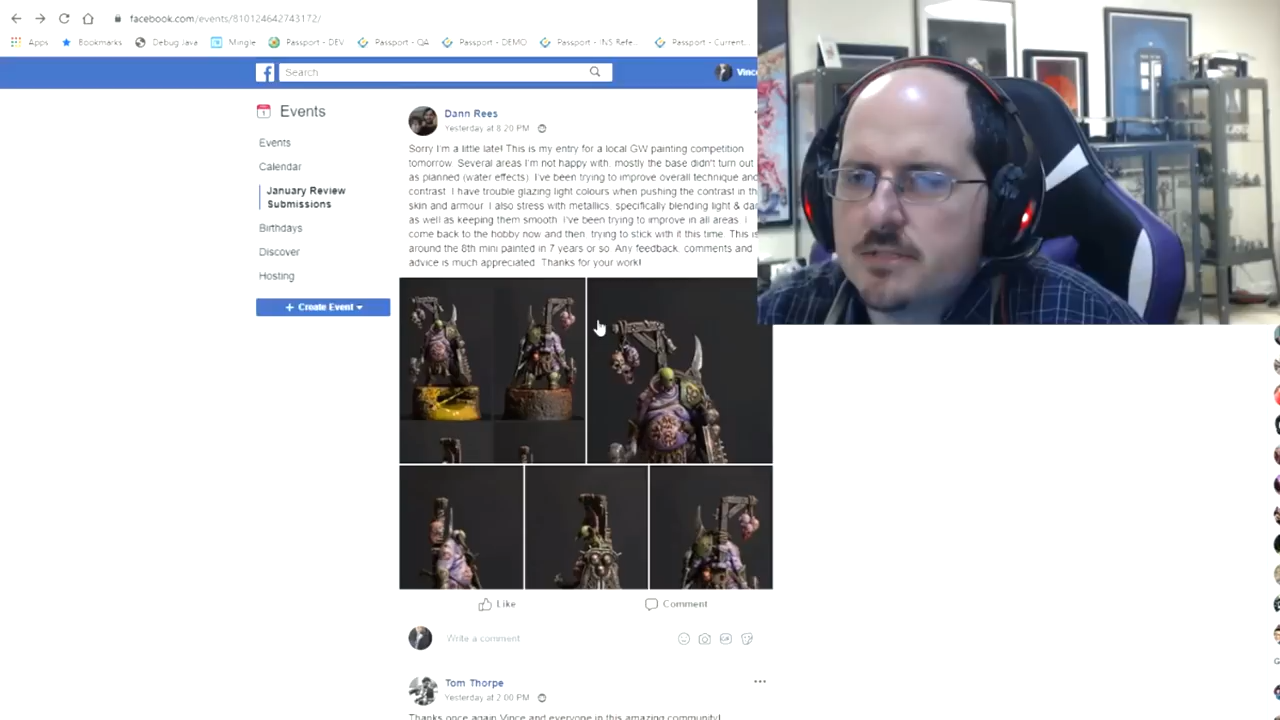 facebook.com/events/810124642743172/
Apps Bookmarks Debug Java Mingle Passport - DEV Passport - QA Passport - DEMO Passport - INS Refe... Passport - Current...
Search
Vinc
Events
Events
Calendar
January Review
Submissions
Birthdays
Discover
Hosting
+ Create Event
Dann Rees
Yesterday at 8:20 PM
Sorry I'm a little late! This is my entry for a local GW painting competition
tomorrow. Several areas I'm not happy with, mostly the base didn't turn out
as planned (water effects). I've been trying to improve overall technique and
contrast. I have trouble glazing light colours when pushing the contrast in th
skin and armour. I also stress with metallics, specifically blending light & da
as well as keeping them smooth. I've been trying to improve in all areas. I
come back to the hobby now and then, trying to stick with it this time. This is
around the 8th mini painted in 7 years or so. Any feedback, comments and
advice is much appreciated. Thanks for your work!
Like Comment
Write a comment
GIF
Tom Thorpe
Yesterday at 2:00 PM
Thanks once again Vince and everyone in this amazing community!